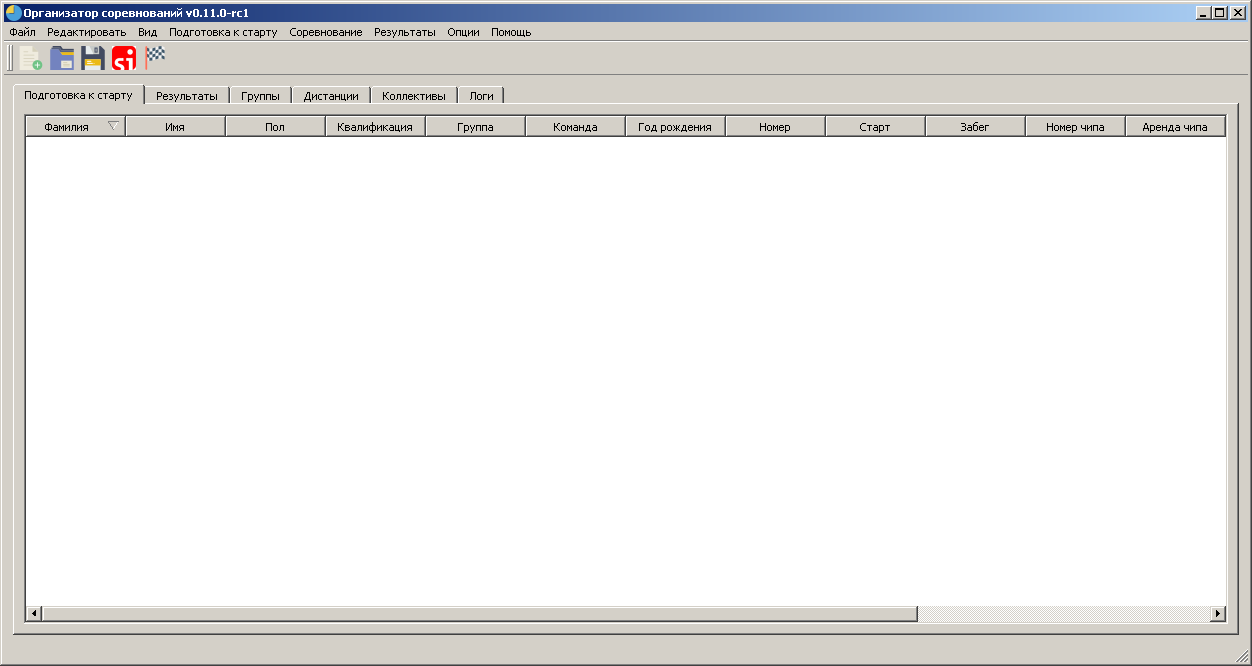 Организатор соревнований v0.11.0-rc1
Файл Редактировать Вид Подготовка к старту Соревнование Результаты Опции Помощь
si
Подготовка к старту Результаты Группы Дистанции Коллективы Логи
Фамилия Имя Пол Квалификация Группа Команда Год рождения Номер Старт Забег Номер чипа Аренда чипа